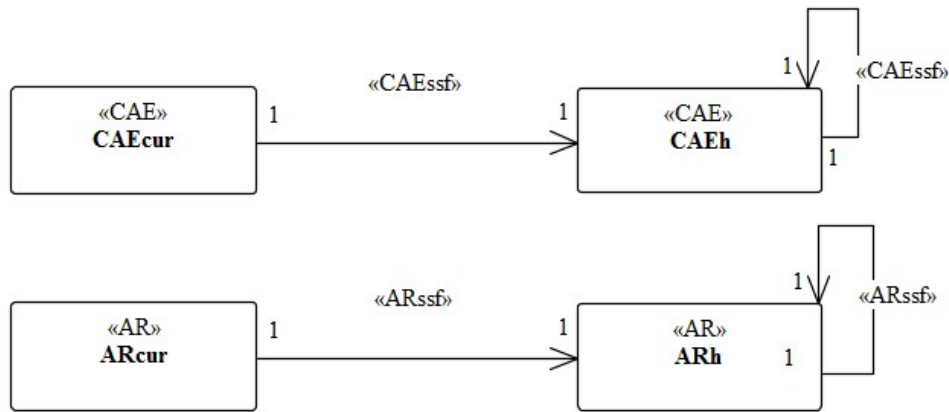 «CAE»
CAEcur
1
«CAEssf»
1
«CAE»
CAEh
1
«CAEssf»
1
«AR»
ARcur
1
«ARssf»
1
«AR»
ARh
1
«ARssf»
1